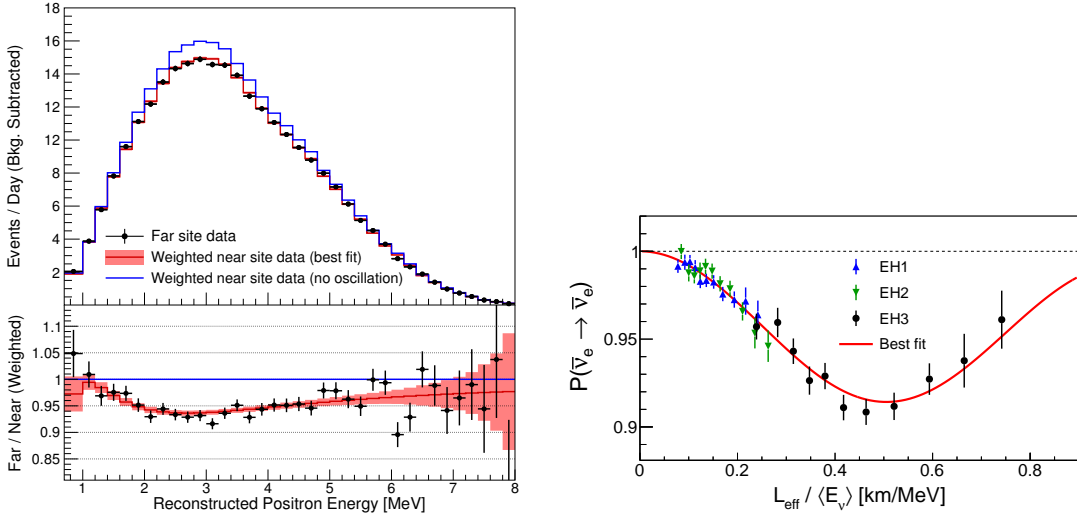 18
16
14
12
10
8
6
4
2
Events / Day (Bkg. Subtracted)
Far site data
Weighted near site data (best fit)
Weighted near site data (no oscillation)
1.1
1.05
1
0.95
0.9
0.85
Far / Near (Weighted)
1 2 3 4 5 6 7 8
Reconstructed Positron Energy [MeV]
1
0.95
0.9
P(ν̅e → ν̅e)
EH1
EH2
EH3
Best fit
0 0.2 0.4 0.6 0.8
Leff / ⟨Eν⟩ [km/MeV]